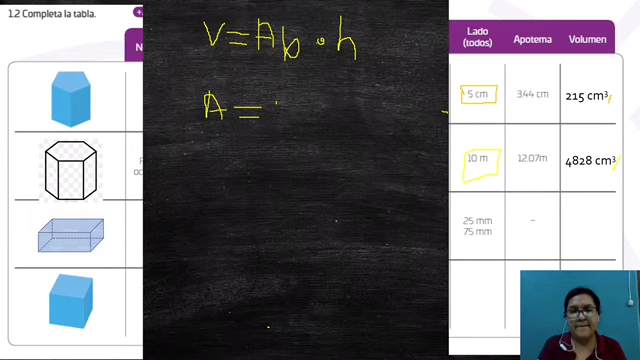 1.2 Completa la tabla.
V = Ab · h
A =
Lado (todos) Apotema Volumen
5 cm 3.44 cm 215 cm³
10 m 12.07m 4828 cm³
25 mm –
75 mm